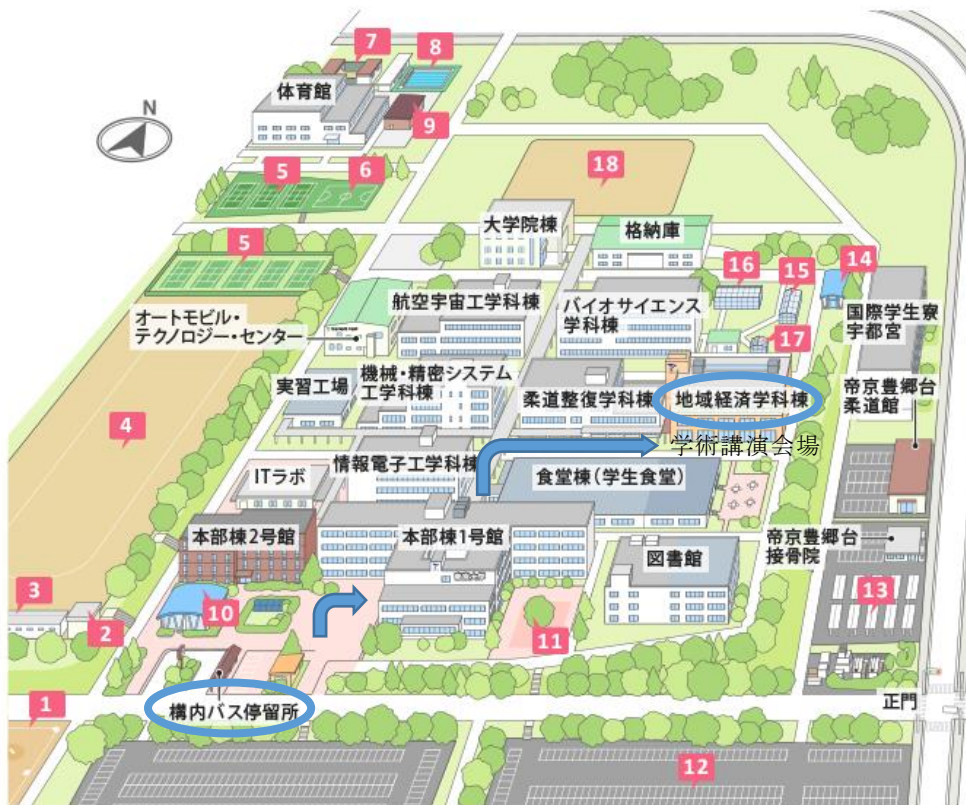 7
8
体育館
N
9
5
6
18
大学院棟
格納庫
5
16
15
14
航空宇宙工学科棟
バイオサイエンス
学科棟
国際学生寮
宇都宮
オートモビル・
テクノロジー・センター
17
実習工場
機械・精密システム
工学科棟
柔道整復学科棟
地域経済学科棟
帝京豊郷台
柔道館
4
学術講演会場
情報電子工学科棟
ITラボ
食堂棟(学生食堂)
本部棟2号館
本部棟1号館
図書館
帝京豊郷台
接骨院
3
10
13
2
11
1
構内バス停留所
正門
12